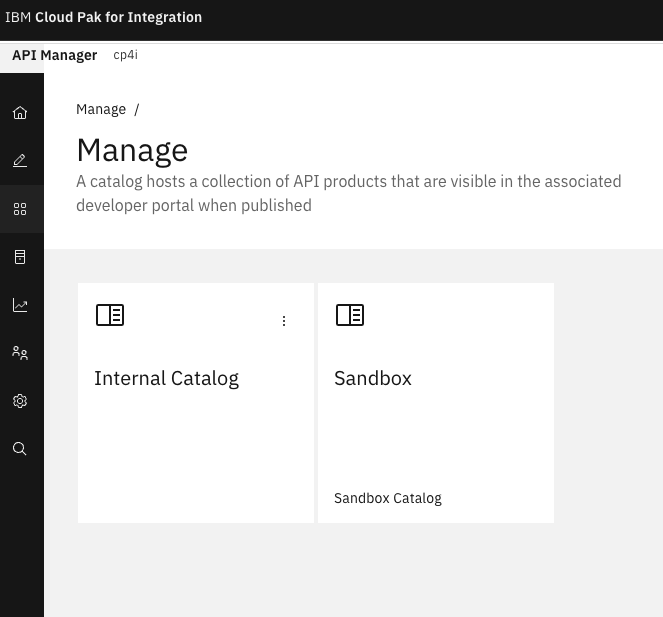 IBM Cloud Pak for Integration
API Manager cp4i
Manage /
Manage
A catalog hosts a collection of API products that are visible in the associated
developer portal when published
Internal Catalog
Sandbox
Sandbox Catalog